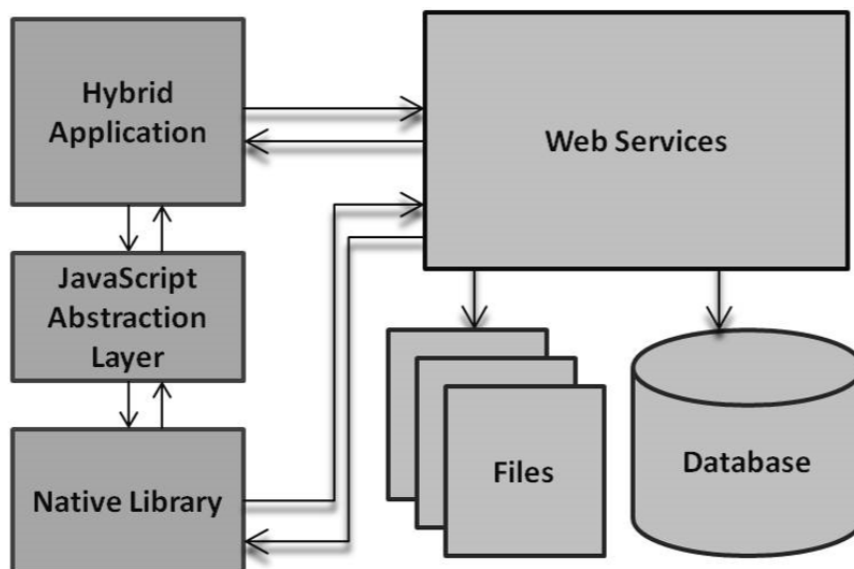 Hybrid
Application
Web Services
JavaScript
Abstraction
Layer
Native Library
Files
Database